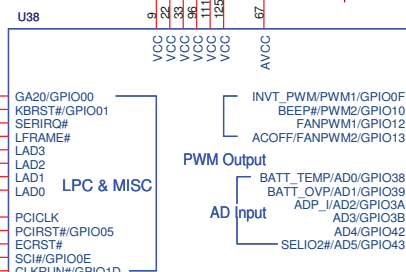 U38
9
22
33
96
111
125
67
VCC
VCC
VCC
VCC
VCC
VCC
AVCC
GA20/GPIO00
KBRST#/GPIO01
SERIRQ#
LFRAME#
LAD3
LAD2
LAD1
LAD0
LPC & MISC
PCICLK
PCIRST#/GPIO05
ECRST#
SCI#/GPIO0E
CLKRUN#/GPIO1D
INVT_PWM/PWM1/GPIO0F
BEEP#/PWM2/GPIO10
FANPWM1/GPIO12
ACOFF/FANPWM2/GPIO13
PWM Output
BATT_TEMP/AD0/GPIO38
BATT_OVP/AD1/GPIO39
ADP_I/AD2/GPIO3A
AD3/GPIO3B
AD4/GPIO42
SELIO2#/AD5/GPIO43
AD Input